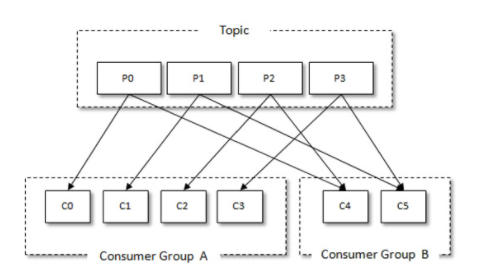 Topic
P0 P1 P2 P3
C0 C1 C2 C3 C4 C5
Consumer Group A
Consumer Group B